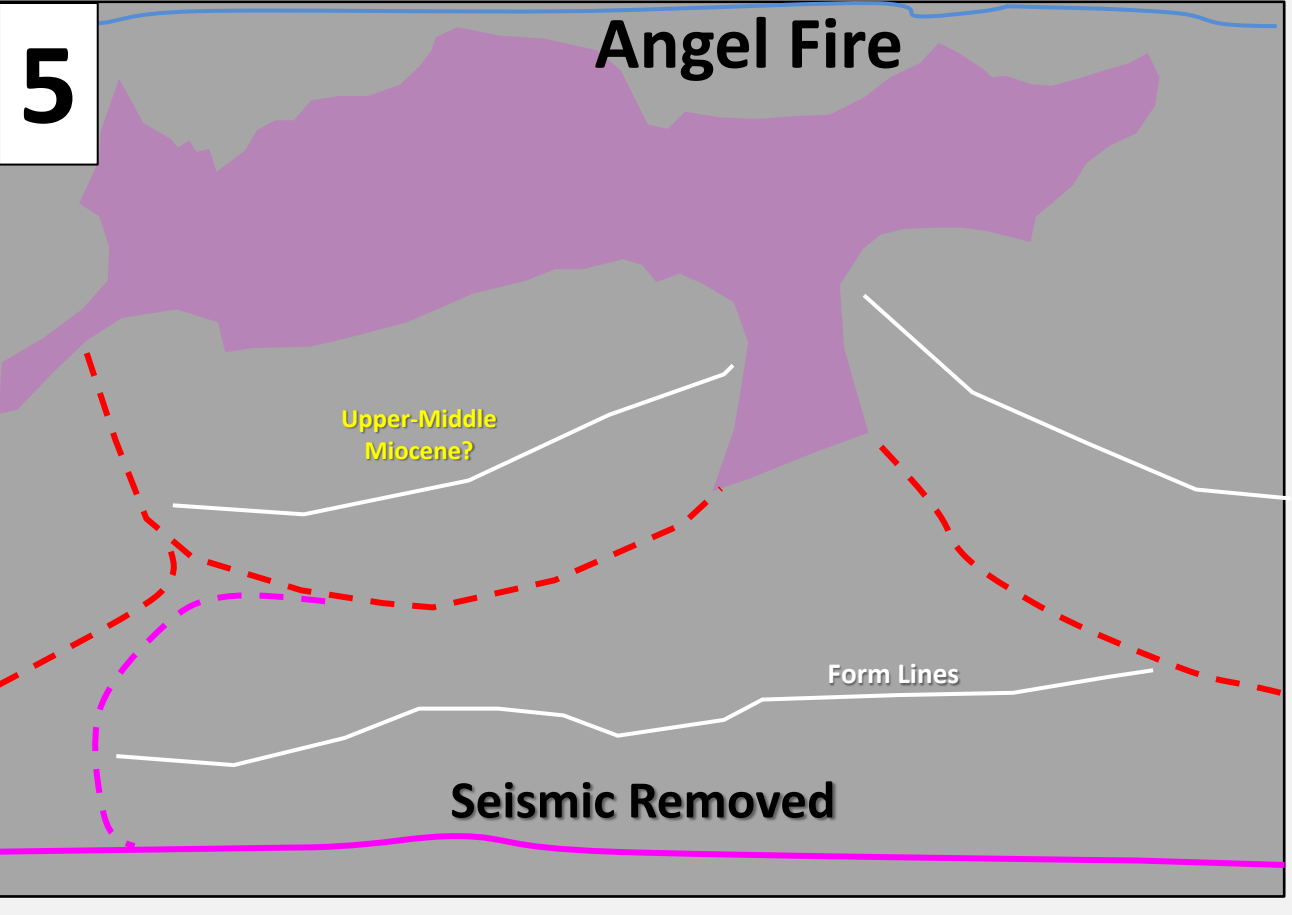 5
Angel Fire
Upper-Middle
Miocene?
Form Lines
Seismic Removed